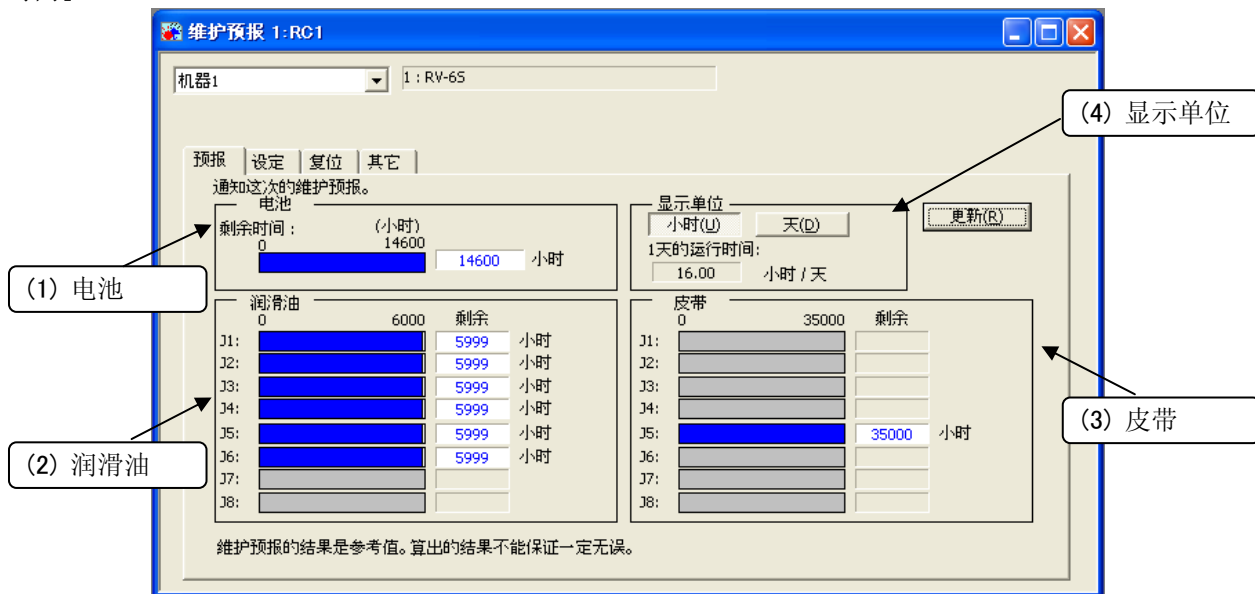 维护预报 1:RC1
机器1
1 : RV-6S
(4) 显示单位
预报 设定 复位 其它
通知这次的维护预报。
电池
剩余时间 : (小时)
0 14600
14600 小时
显示单位
小时(U) 天(D)
1天的运行时间:
16.00 小时 / 天
更新(R)
(1) 电池
润滑油
0 6000 剩余
J1: 5999 小时
J2: 5999 小时
J3: 5999 小时
J4: 5999 小时
J5: 5999 小时
J6: 5999 小时
J7:
J8:
皮带
0 35000 剩余
J1:
J2:
J3:
J4:
J5: 35000 小时
J6:
J7:
J8:
(3) 皮带
(2) 润滑油
维护预报的结果是参考值。算出的结果不能保证一定无误。